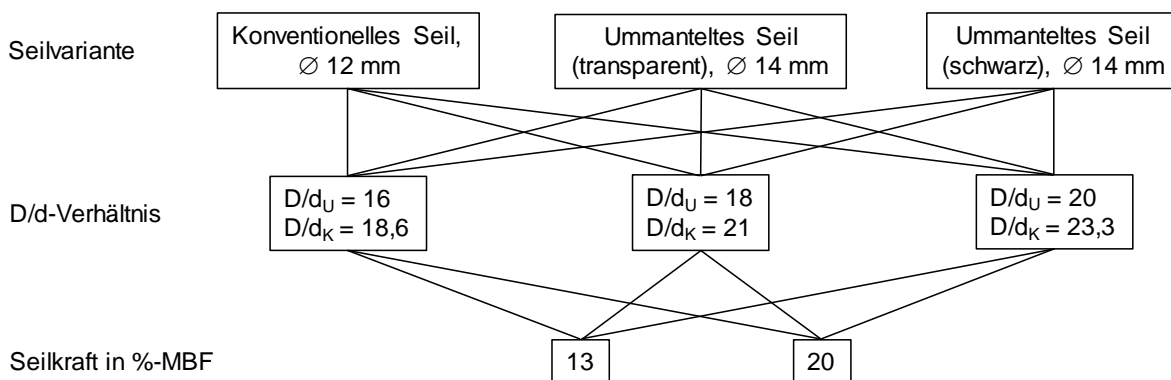 Seilvariante
Konventionelles Seil,
∅ 12 mm
Ummanteltes Seil
(transparent), ∅ 14 mm
Ummanteltes Seil
(schwarz), ∅ 14 mm
D/d-Verhältnis
D/dU = 16
D/dK = 18,6
D/dU = 18
D/dK = 21
D/dU = 20
D/dK = 23,3
Seilkraft in %-MBF
13
20